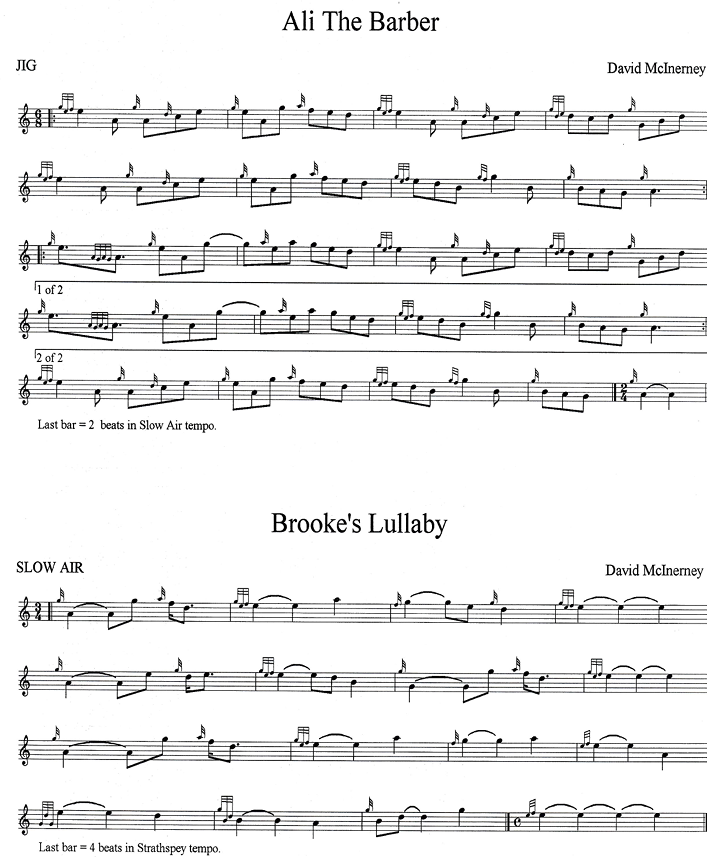 Ali The Barber
JIG
David McInerney
1 of 2
2 of 2
Last bar = 2 beats in Slow Air tempo.
Brooke's Lullaby
SLOW AIR
David McInerney
Last bar = 4 beats in Strathspey tempo.